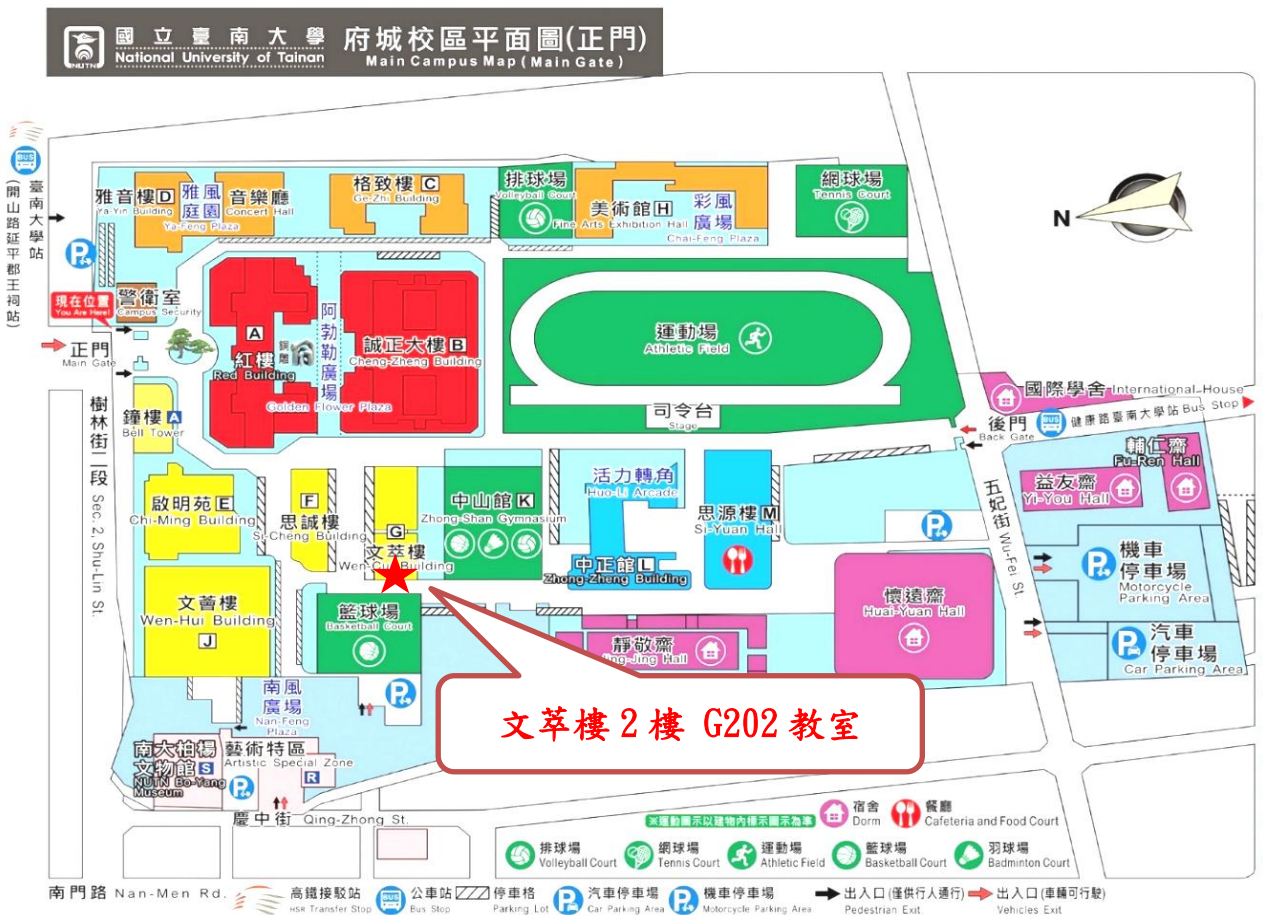 國立臺南大學
National University of Tainan
NUTN
府城校區平面圖(正門)
Main Campus Map (Main Gate)
BUS
臺南大學站
(開山路延平郡王祠站)
雅音樓 D
Ya-Yin Building
雅風庭園
Ya-Feng Plaza
音樂廳
Concert Hall
格致樓 C
Ge-Zhi Building
排球場
Volleyball Court
美術館 H
Fine Arts Exhibition Hall
彩風廣場
Chai-Feng Plaza
網球場
Tennis Court
N
P
現在位置
You Are Here!
警衛室
Campus Security
正門
Main Gate
A
紅樓
Red Building
銅雕
阿勃勒廣場
Golden Flower Plaza
誠正大樓 B
Cheng-Zheng Building
運動場
Athletic Field
司令台
Stage
國際學舍 International House
後門
Back Gate
BUS
健康路臺南大學站 Bus Stop
鐘樓 A
Bell Tower
樹林街二段 Sec. 2, Shu-Lin St.
啟明苑 E
Chi-Ming Building
F
思誠樓
Si-Cheng Building
G
文萃樓
Wen-Cui Building
中山館 K
Zhong-Shan Gymnasium
活力轉角
Huo-Li Arcade
中正館 L
Zhong-Zheng Building
思源樓 M
Si-Yuan Hall
P
五妃街 Wu-Fei St.
輔仁齋
Fu-Ren Hall
益友齋
Yi-You Hall
P
機車停車場
Motorcycle Parking Area
P
汽車停車場
Car Parking Area
文薈樓
Wen-Hui Building
J
籃球場
Basketball Court
靜敬齋
Jing-Jing Hall
懷遠齋
Huai-Yuan Hall
P
南風廣場
Nan-Feng Plaza
文萃樓 2 樓 G202 教室
南大柏楊文物館 S
NUTN Bo-Yang Museum
藝術特區
Artistic Special Zone
R
P
慶中街 Qing-Zhong St.
※運動圖示以建物內標示圖示為準
宿舍
Dorm
餐廳
Cafeteria and Food Court
排球場
Volleyball Court
網球場
Tennis Court
運動場
Athletic Field
籃球場
Basketball Court
羽球場
Badminton Court
南門路 Nan-Men Rd.
高鐵接駁站
HSR Transfer Stop
BUS
公車站
Bus Stop
停車格
Parking Lot
P
汽車停車場
Car Parking Area
P
機車停車場
Motorcycle Parking Area
出入口(僅供行人通行)
Pedestrian Exit
出入口(車輛可行駛)
Vehicles Exit